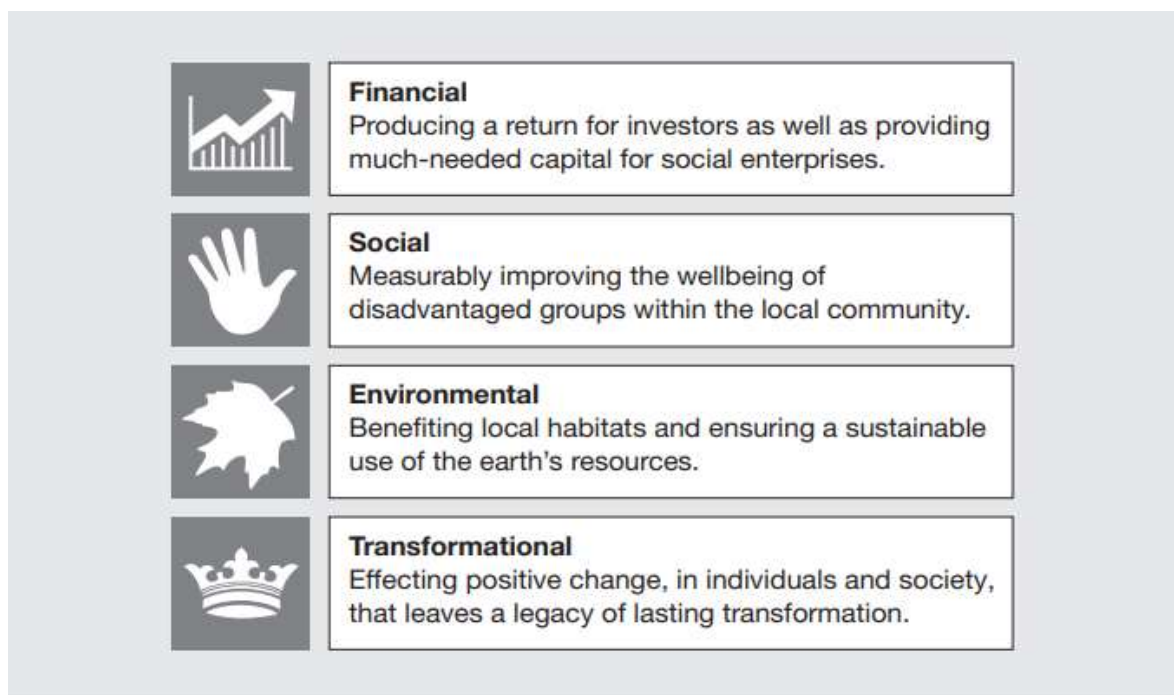 Financial
Producing a return for investors as well as providing
much-needed capital for social enterprises.
Social
Measurably improving the wellbeing of
disadvantaged groups within the local community.
Environmental
Benefiting local habitats and ensuring a sustainable
use of the earth’s resources.
Transformational
Effecting positive change, in individuals and society,
that leaves a legacy of lasting transformation.